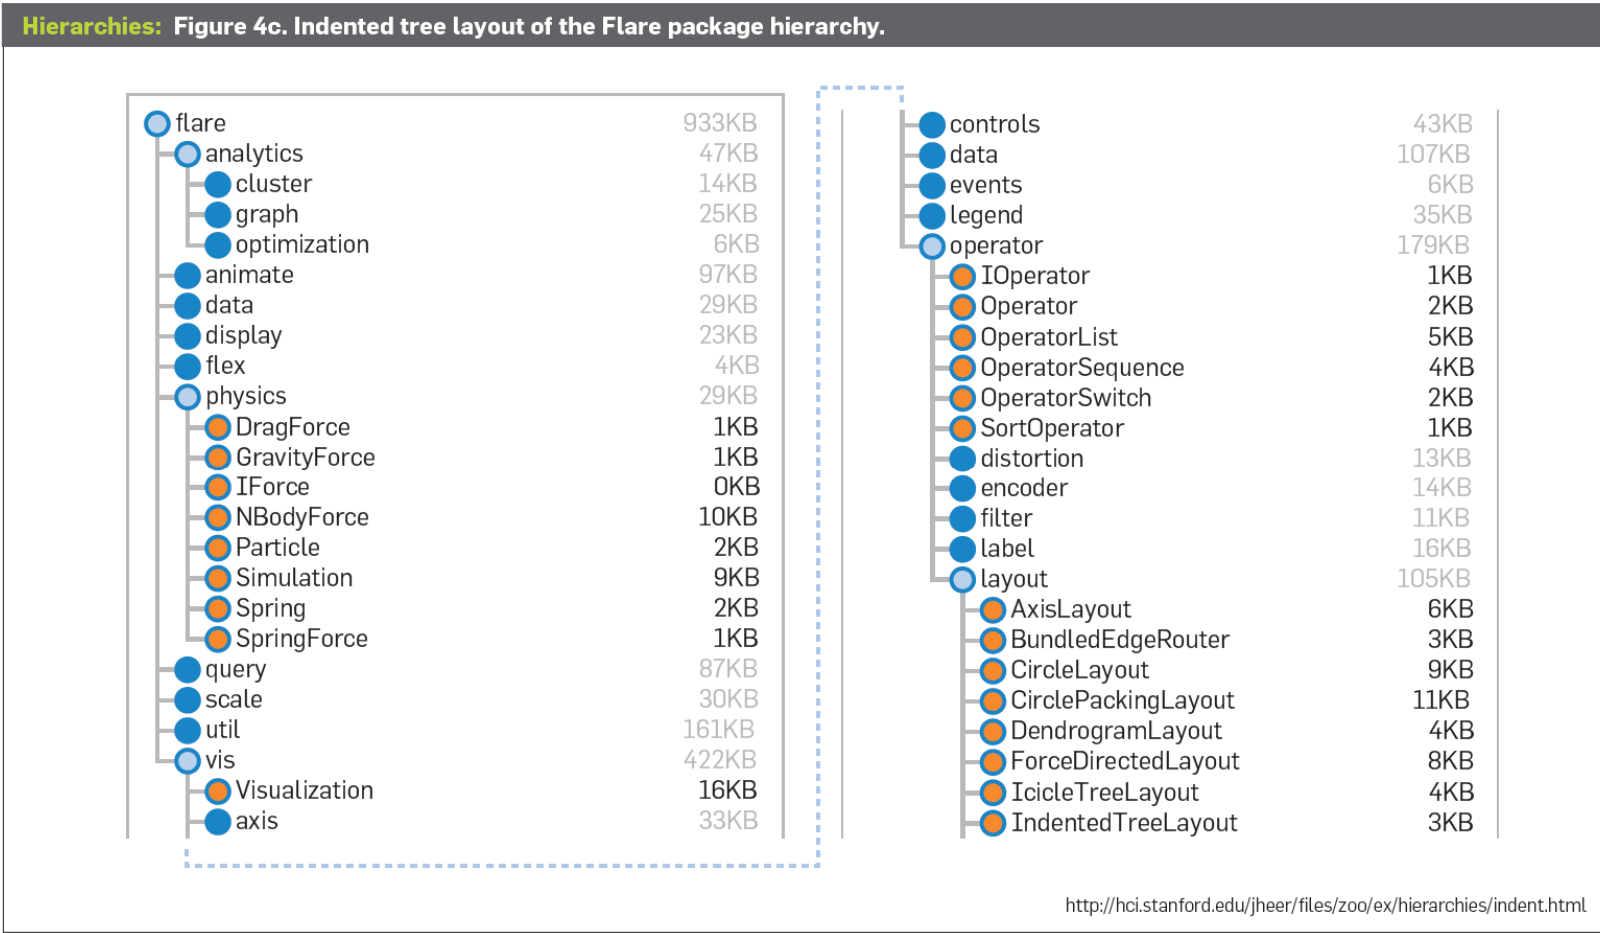 Hierarchies: Figure 4c. Indented tree layout of the Flare package hierarchy.
flare 933KB
analytics 47KB
cluster 14KB
graph 25KB
optimization 6KB
animate 97KB
data 29KB
display 23KB
flex 4KB
physics 29KB
DragForce 1KB
GravityForce 1KB
IForce 0KB
NBodyForce 10KB
Particle 2KB
Simulation 9KB
Spring 2KB
SpringForce 1KB
query 87KB
scale 30KB
util 161KB
vis 422KB
Visualization 16KB
axis 33KB
controls 43KB
data 107KB
events 6KB
legend 35KB
operator 179KB
IOperator 1KB
Operator 2KB
OperatorList 5KB
OperatorSequence 4KB
OperatorSwitch 2KB
SortOperator 1KB
distortion 13KB
encoder 14KB
filter 11KB
label 16KB
layout 105KB
AxisLayout 6KB
BundledEdgeRouter 3KB
CircleLayout 9KB
CirclePackingLayout 11KB
DendrogramLayout 4KB
ForceDirectedLayout 8KB
IcicleTreeLayout 4KB
IndentedTreeLayout 3KB
http://hci.stanford.edu/jheer/files/zoo/ex/hierarchies/indent.html